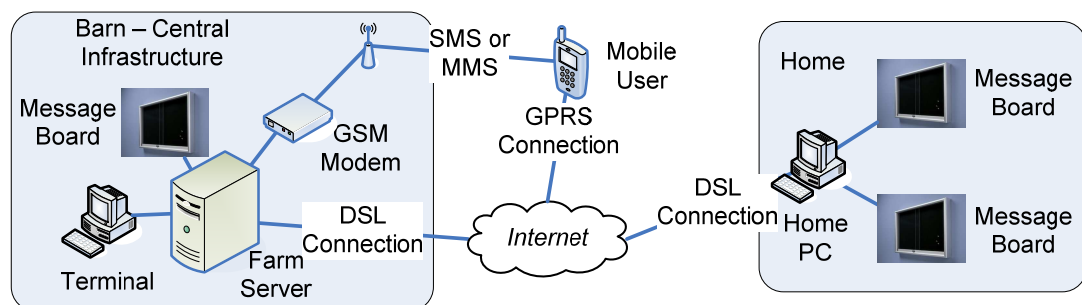 Barn – Central
Infrastructure
Message
Board
GSM
Modem
Terminal
Farm
Server
DSL
Connection
SMS or
MMS
Mobile
User
GPRS
Connection
Internet
DSL
Connection
Home
Home
PC
Message
Board
Message
Board